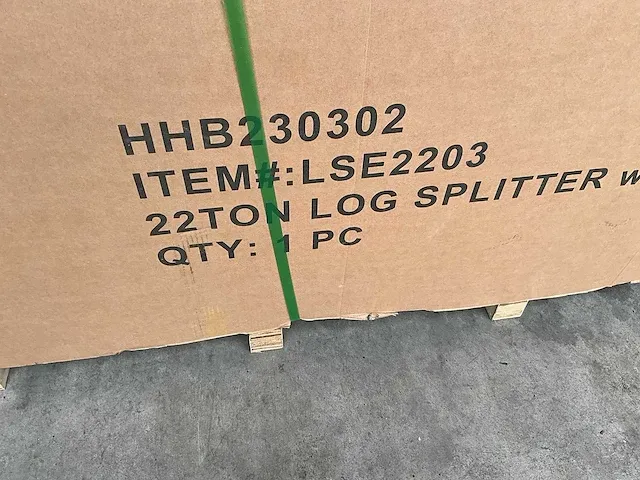 HHB230302
ITEM#:LSE2203
22TON LOG SPLITTER w
QTY: 1 PC